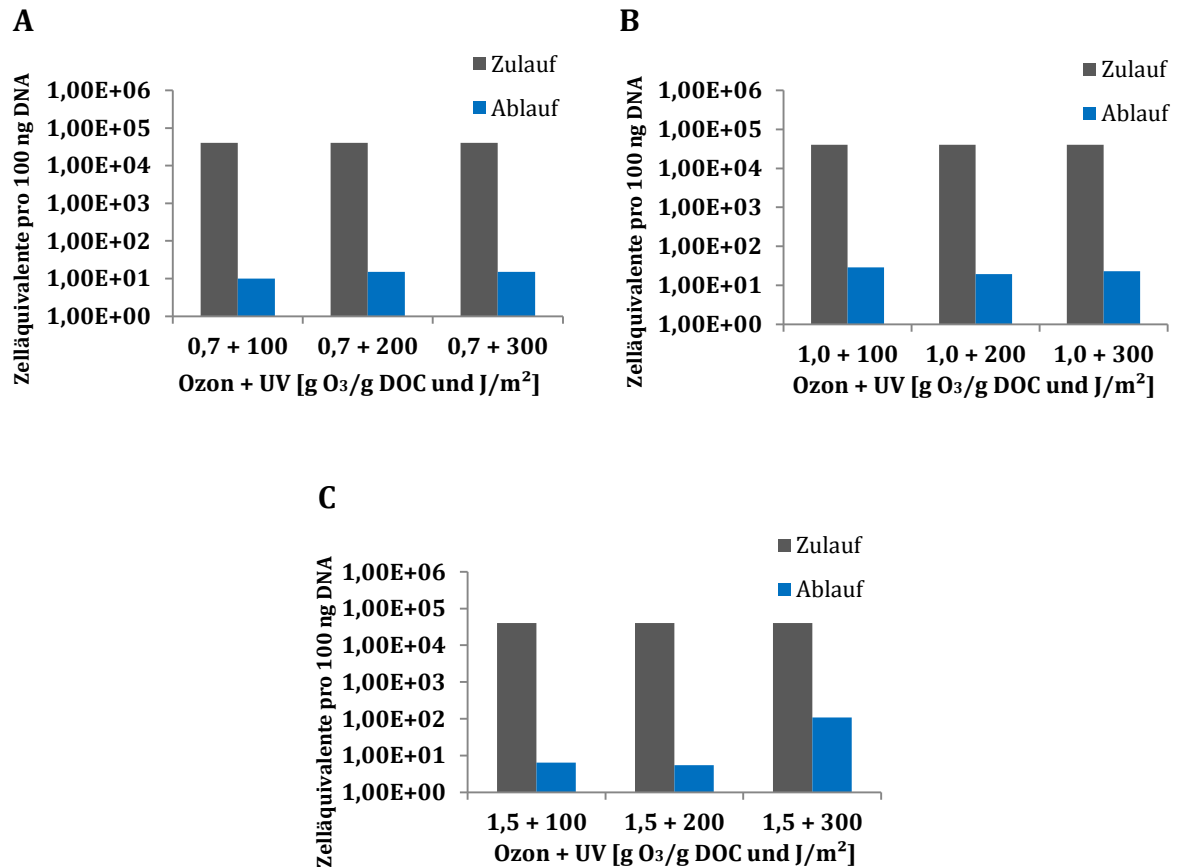 A
Zelläquivalente pro 100 ng DNA
Zulauf
Ablauf
1,00E+06
1,00E+05
1,00E+04
1,00E+03
1,00E+02
1,00E+01
1,00E+00
0,7 + 100 0,7 + 200 0,7 + 300
Ozon + UV [g O₃/g DOC und J/m²]
B
Zelläquivalente pro 100 ng DNA
Zulauf
Ablauf
1,00E+06
1,00E+05
1,00E+04
1,00E+03
1,00E+02
1,00E+01
1,00E+00
1,0 + 100 1,0 + 200 1,0 + 300
Ozon + UV [g O₃/g DOC und J/m²]
C
Zelläquivalente pro 100 ng DNA
Zulauf
Ablauf
1,00E+06
1,00E+05
1,00E+04
1,00E+03
1,00E+02
1,00E+01
1,00E+00
1,5 + 100 1,5 + 200 1,5 + 300
Ozon + UV [g O₃/g DOC und J/m²]